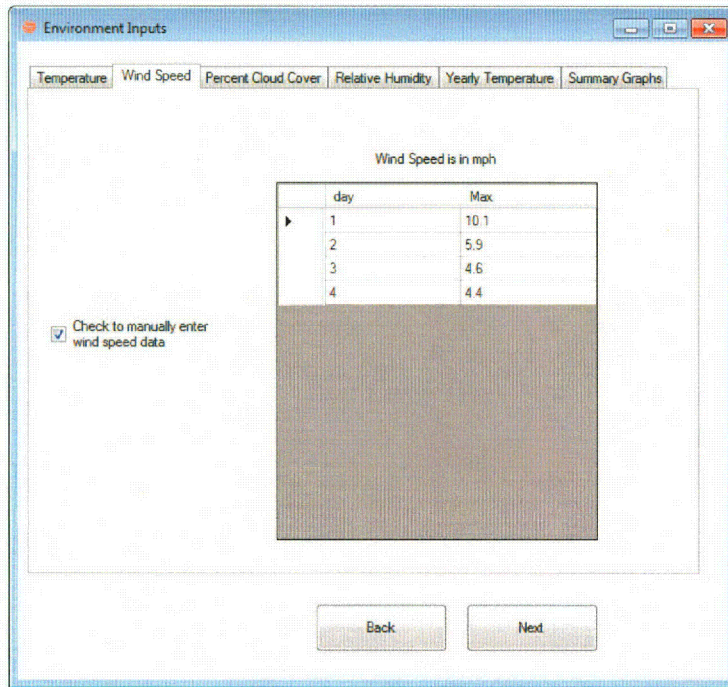 Environment Inputs
Temperature Wind Speed Percent Cloud Cover Relative Humidity Yearly Temperature Summary Graphs
Wind Speed is in mph
day Max
1 10.1
2 5.9
3 4.6
4 4.4
Check to manually enter
wind speed data
Back Next